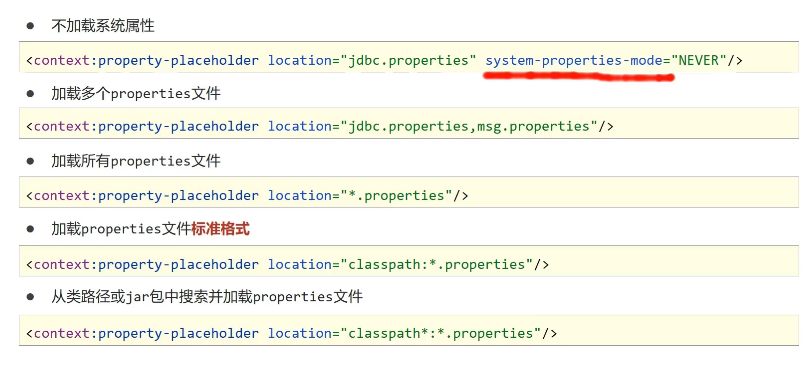 ● 不加载系统属性
<context:property-placeholder location="jdbc.properties" system-properties-mode="NEVER"/>
● 加载多个properties文件
<context:property-placeholder location="jdbc.properties,msg.properties"/>
● 加载所有properties文件
<context:property-placeholder location="*.properties"/>
● 加载properties文件标准格式
<context:property-placeholder location="classpath:*.properties"/>
● 从类路径或jar包中搜索并加载properties文件
<context:property-placeholder location="classpath*:*.properties"/>